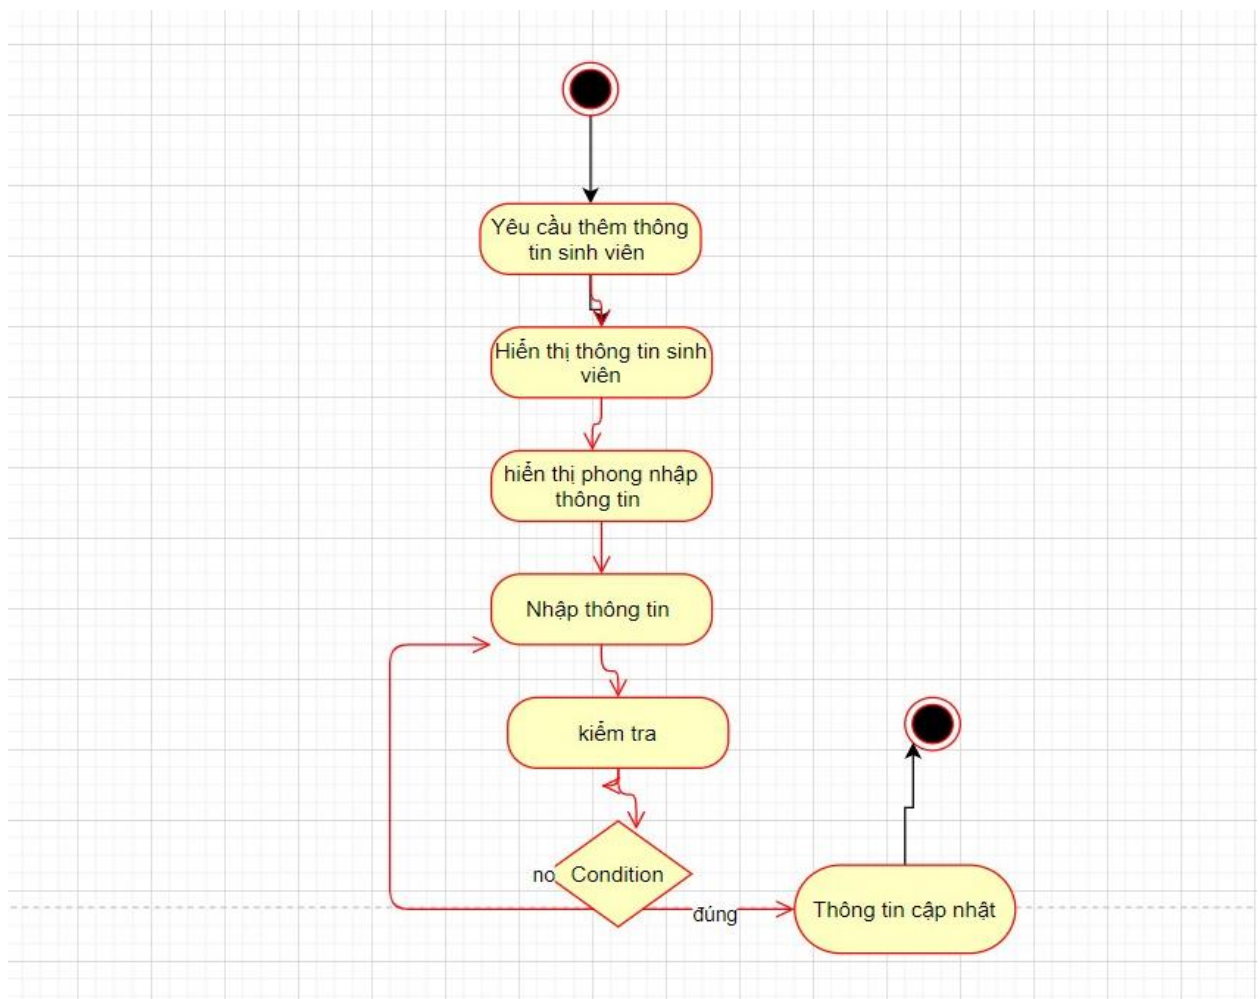 Yêu cầu thêm thông
tin sinh viên
Hiển thị thông tin sinh
viên
hiển thị phong nhập
thông tin
Nhập thông tin
kiểm tra
no
Condition
đúng
Thông tin cập nhật